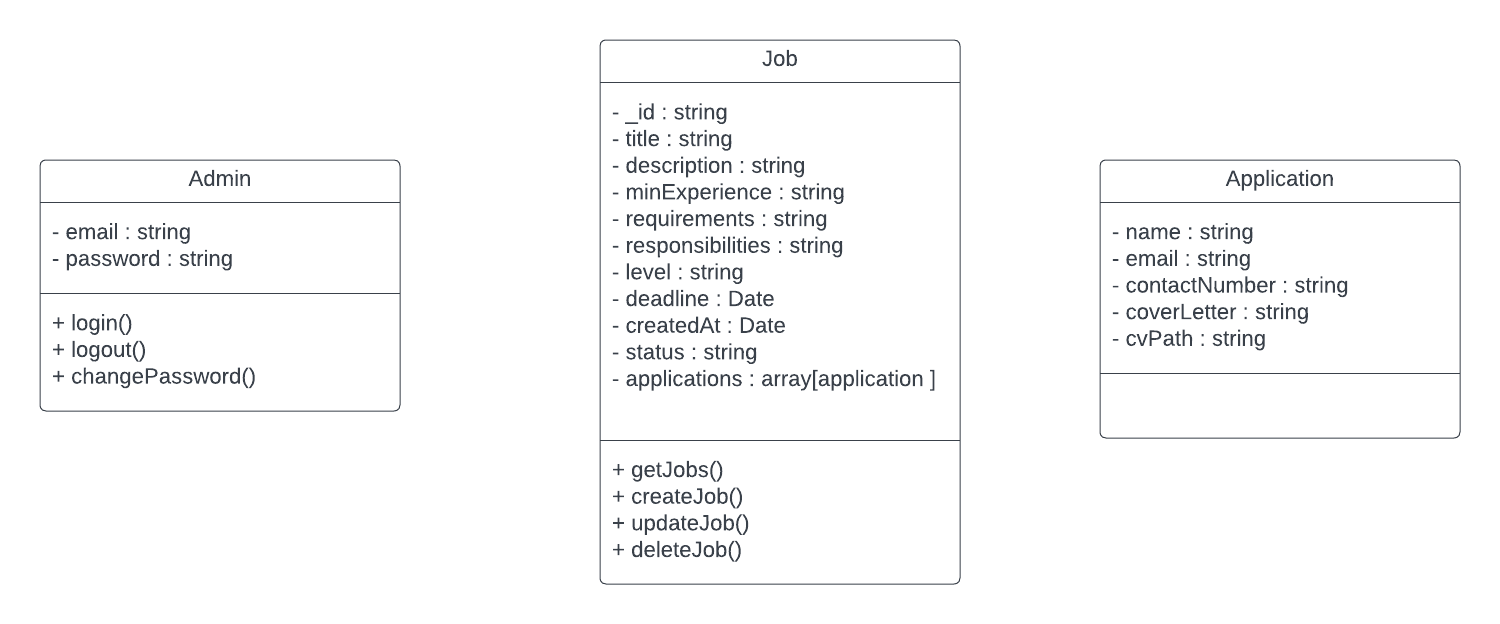 Admin
- email : string
- password : string
+ login()
+ logout()
+ changePassword()
Job
- _id : string
- title : string
- description : string
- minExperience : string
- requirements : string
- responsibilities : string
- level : string
- deadline : Date
- createdAt : Date
- status : string
- applications : array[application ]
+ getJobs()
+ createJob()
+ updateJob()
+ deleteJob()
Application
- name : string
- email : string
- contactNumber : string
- coverLetter : string
- cvPath : string